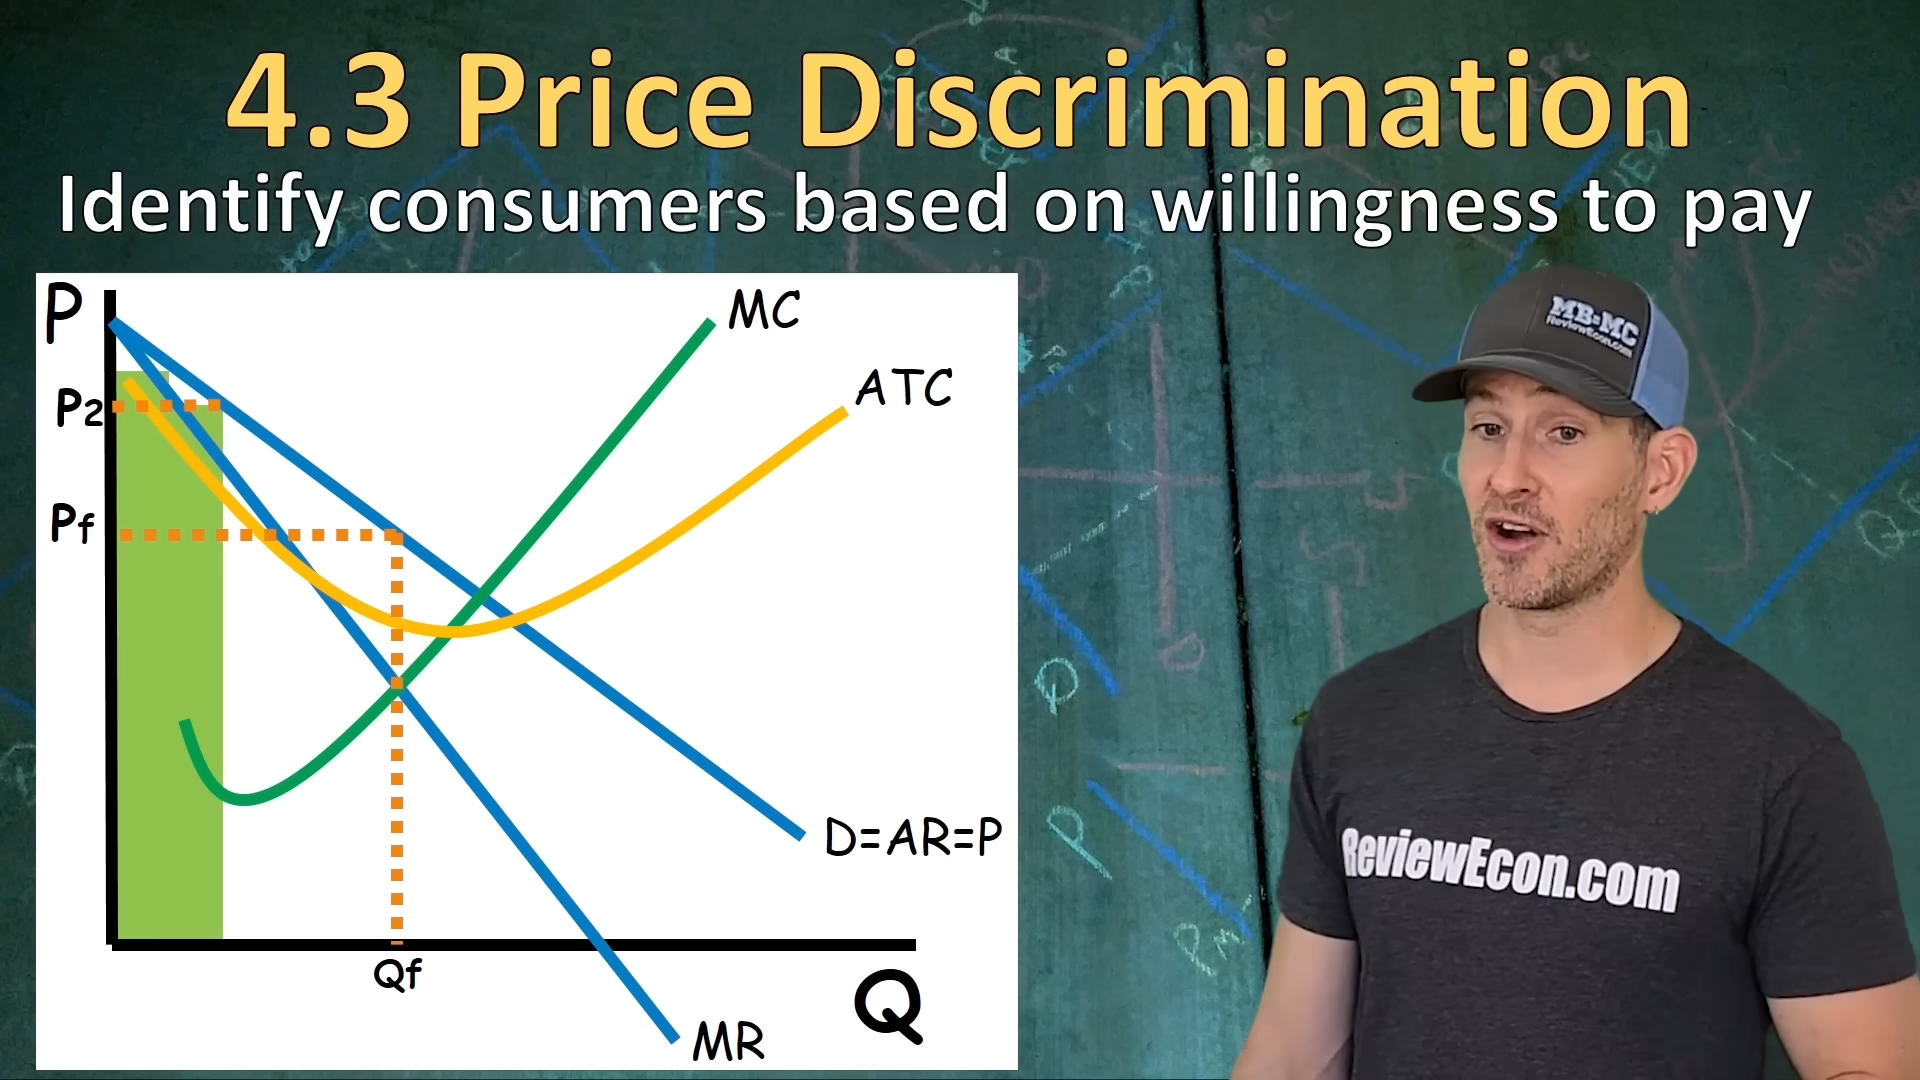 4.3 Price Discrimination
Identify consumers based on willingness to pay
P
MC
ATC
P2
Pf
D=AR=P
Qf
Q
MR
MB=MC
ReviewEcon.com
ReviewEcon.com